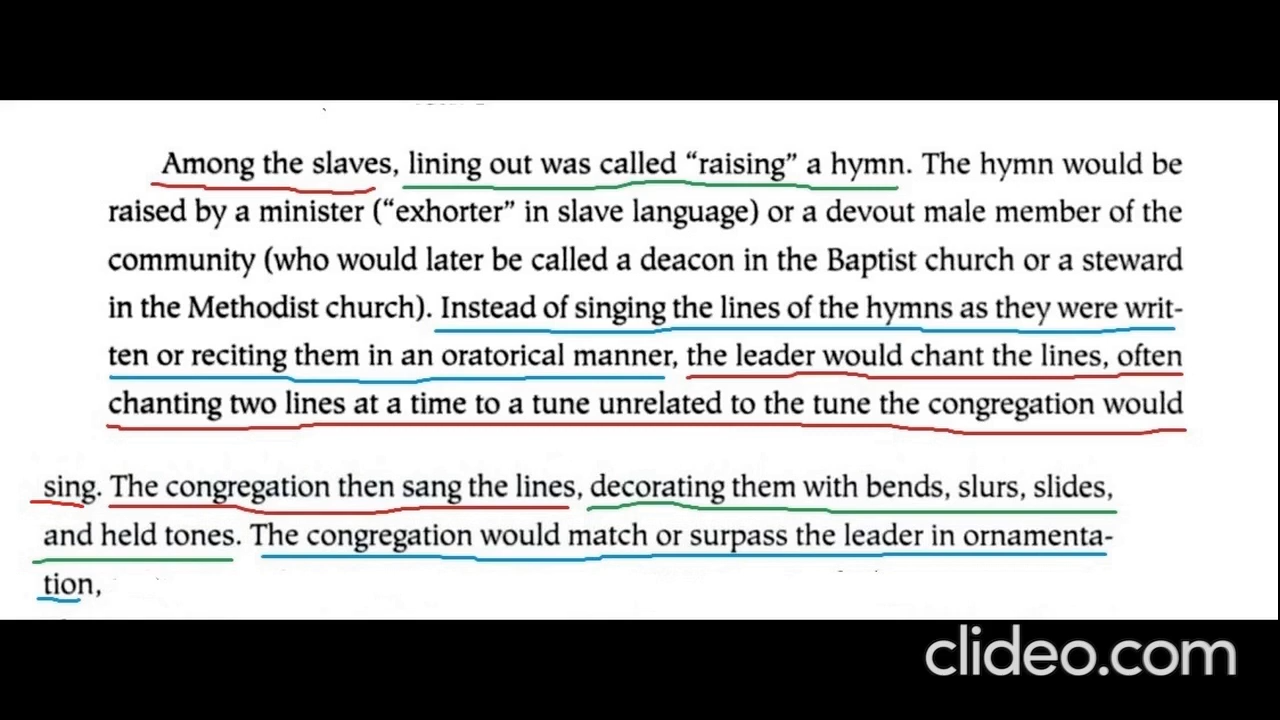 Among the slaves, lining out was called “raising” a hymn. The hymn would be
raised by a minister (“exhorter” in slave language) or a devout male member of the
community (who would later be called a deacon in the Baptist church or a steward
in the Methodist church). Instead of singing the lines of the hymns as they were writ-
ten or reciting them in an oratorical manner, the leader would chant the lines, often
chanting two lines at a time to a tune unrelated to the tune the congregation would
sing. The congregation then sang the lines, decorating them with bends, slurs, slides,
and held tones. The congregation would match or surpass the leader in ornamenta-
tion,
clideo.com